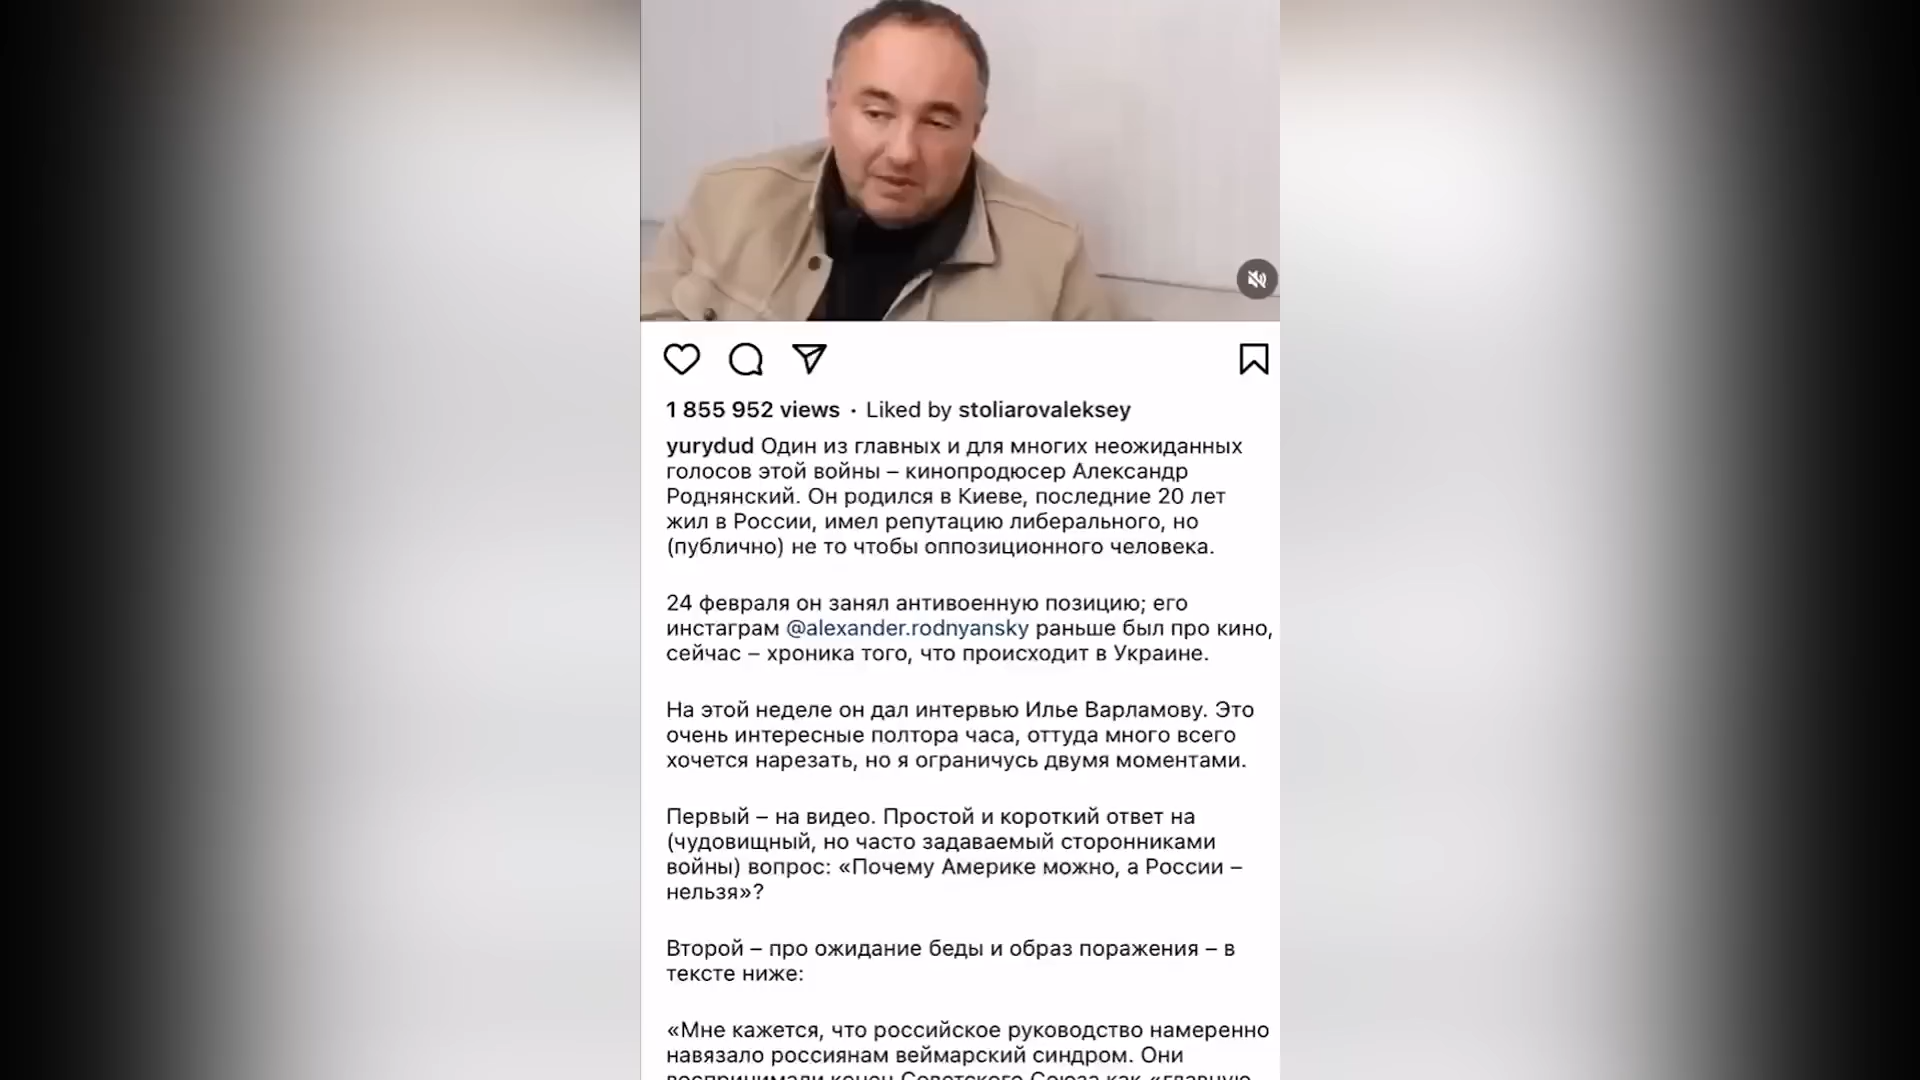 1 855 952 views · Liked by stoliarovaleksey
yurydud Один из главных и для многих неожиданных
голосов этой войны – кинопродюсер Александр
Роднянский. Он родился в Киеве, последние 20 лет
жил в России, имел репутацию либерального, но
(публично) не то чтобы оппозиционного человека.
24 февраля он занял антивоенную позицию; его
инстаграм @alexander.rodnyansky раньше был про кино,
сейчас – хроника того, что происходит в Украине.
На этой неделе он дал интервью Илье Варламову. Это
очень интересные полтора часа, оттуда много всего
хочется нарезать, но я ограничусь двумя моментами.
Первый – на видео. Простой и короткий ответ на
(чудовищный, но часто задаваемый сторонниками
войны) вопрос: «Почему Америке можно, а России –
нельзя»?
Второй – про ожидание беды и образ поражения – в
тексте ниже:
«Мне кажется, что российское руководство намеренно
навязало россиянам веймарский синдром. Они
воспринимали конец Советского Союза как «главную